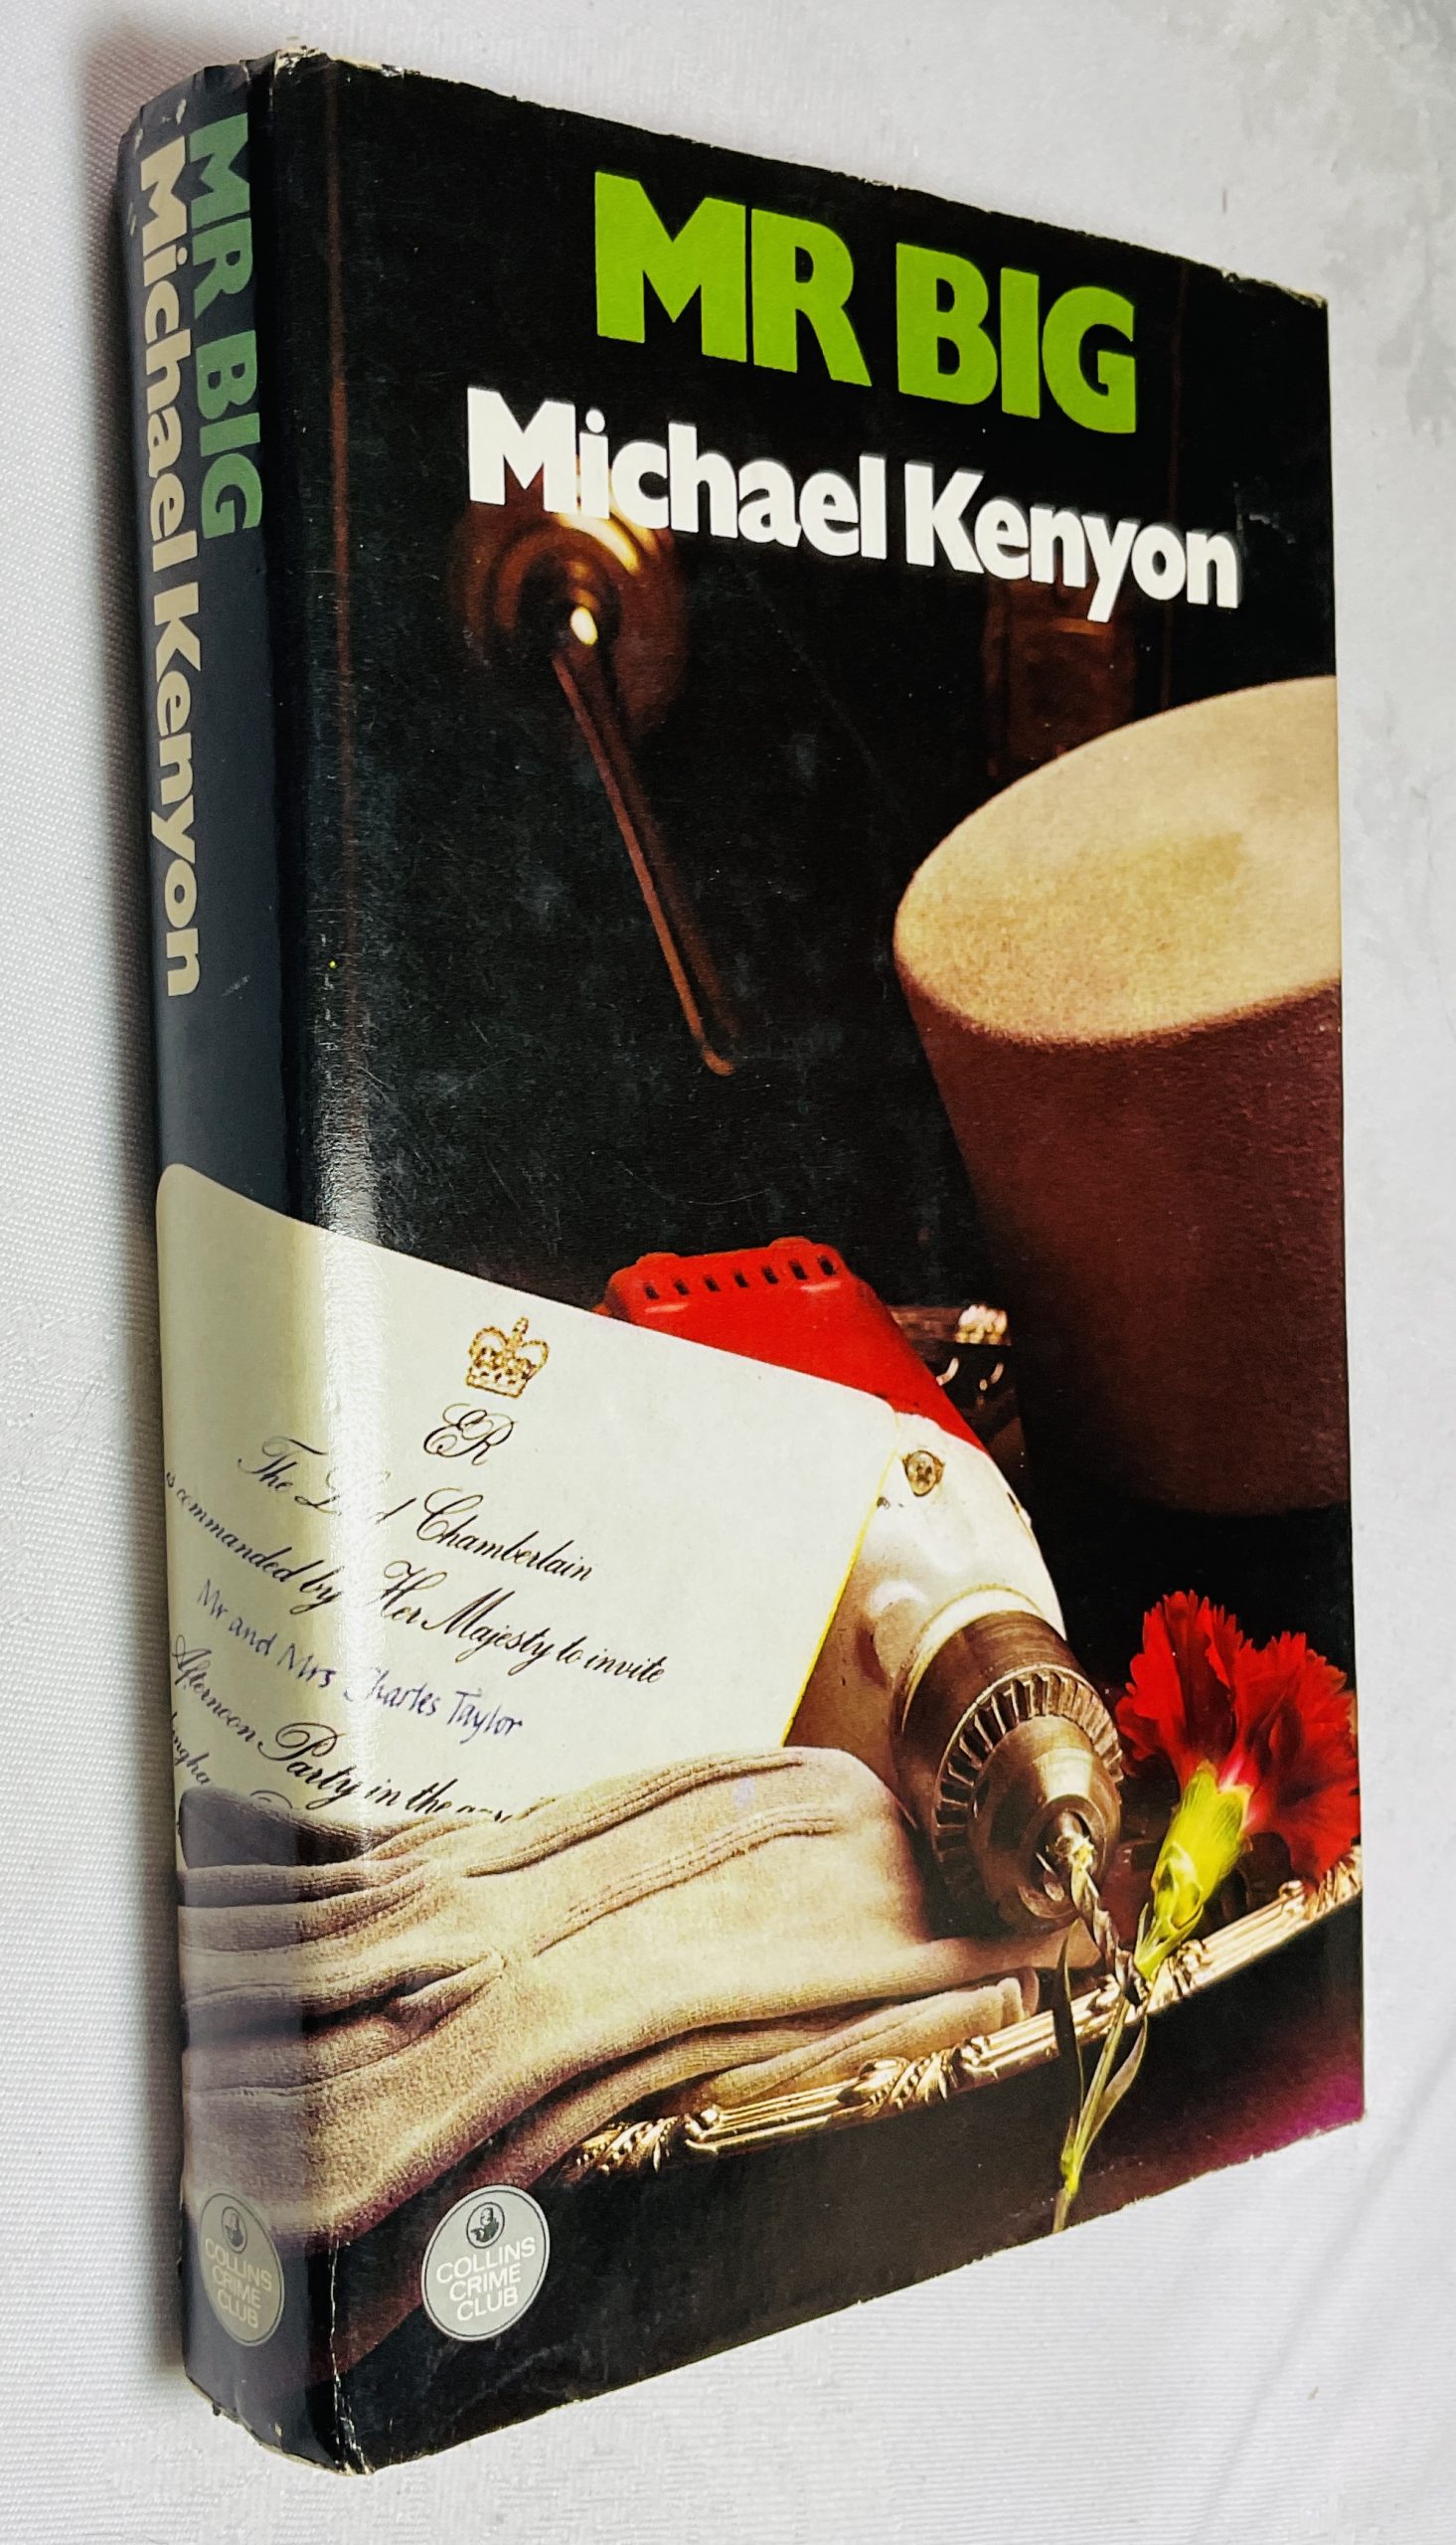 MR BIG
Michael Kenyon
MR BIG
Michael Kenyon
ER
The Chamberlain
is commanded by Her Majesty to invite
Mr and Mrs Charles Taylor
Afternoon Party in the
COLLINS
CRIME
CLUB
COLLINS
CRIME
CLUB